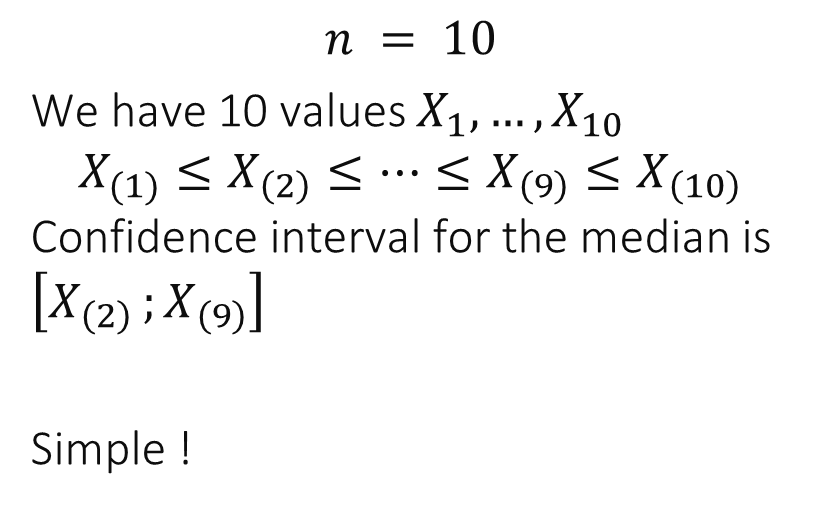 n = 10
We have 10 values X₁, … , X₁₀
X₍₁₎ ≤ X₍₂₎ ≤ ⋯ ≤ X₍₉₎ ≤ X₍₁₀₎
Confidence interval for the median is
[X₍₂₎ ; X₍₉₎]
Simple !